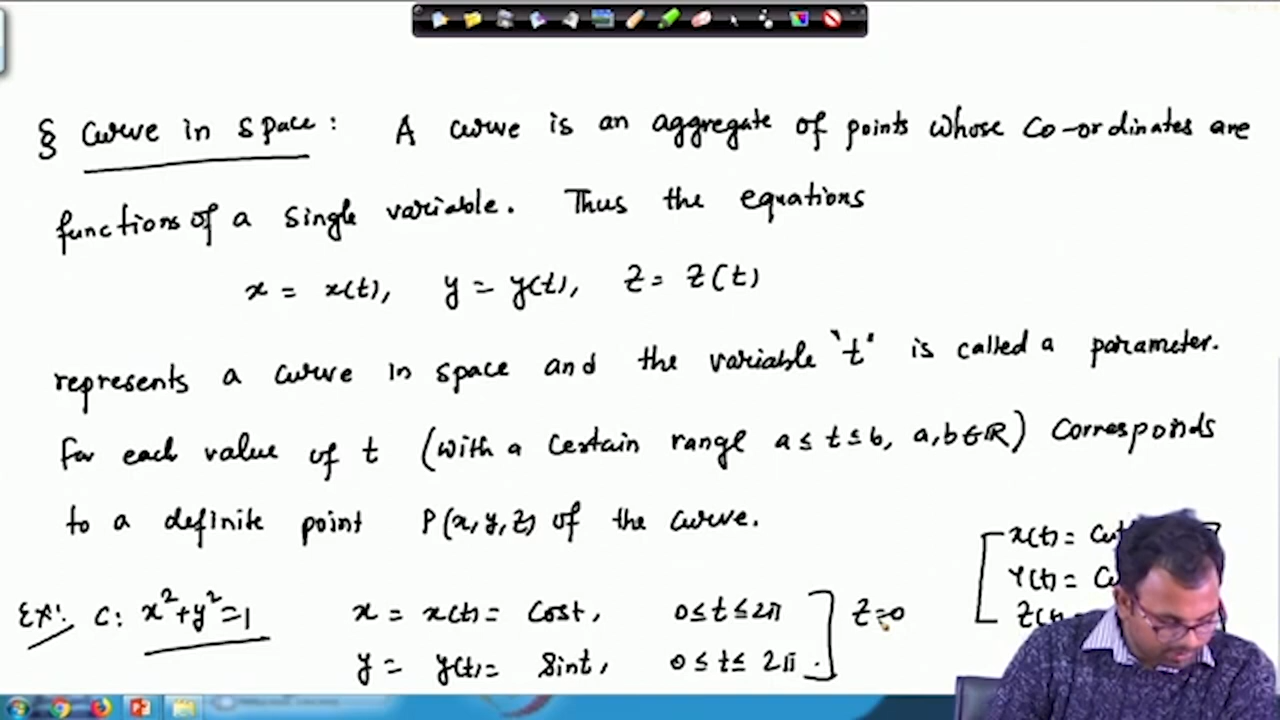 § Curve in space: A curve is an aggregate of points whose co-ordinates are
functions of a single variable. Thus the equations
x = x(t), y = y(t), z = z(t)
represents a curve in space and the variable 't' is called a parameter.
For each value of t (with a certain range a ≤ t ≤ b, a, b ∈ ℝ) corresponds
to a definite point P(x, y, z) of the curve.
x(t) =
Y(t) =
Ex: C: x²+y²=1 x = x(t) = Cost, 0 ≤ t ≤ 2π z=0
y = y(t) = Sint, 0 ≤ t ≤ 2π.